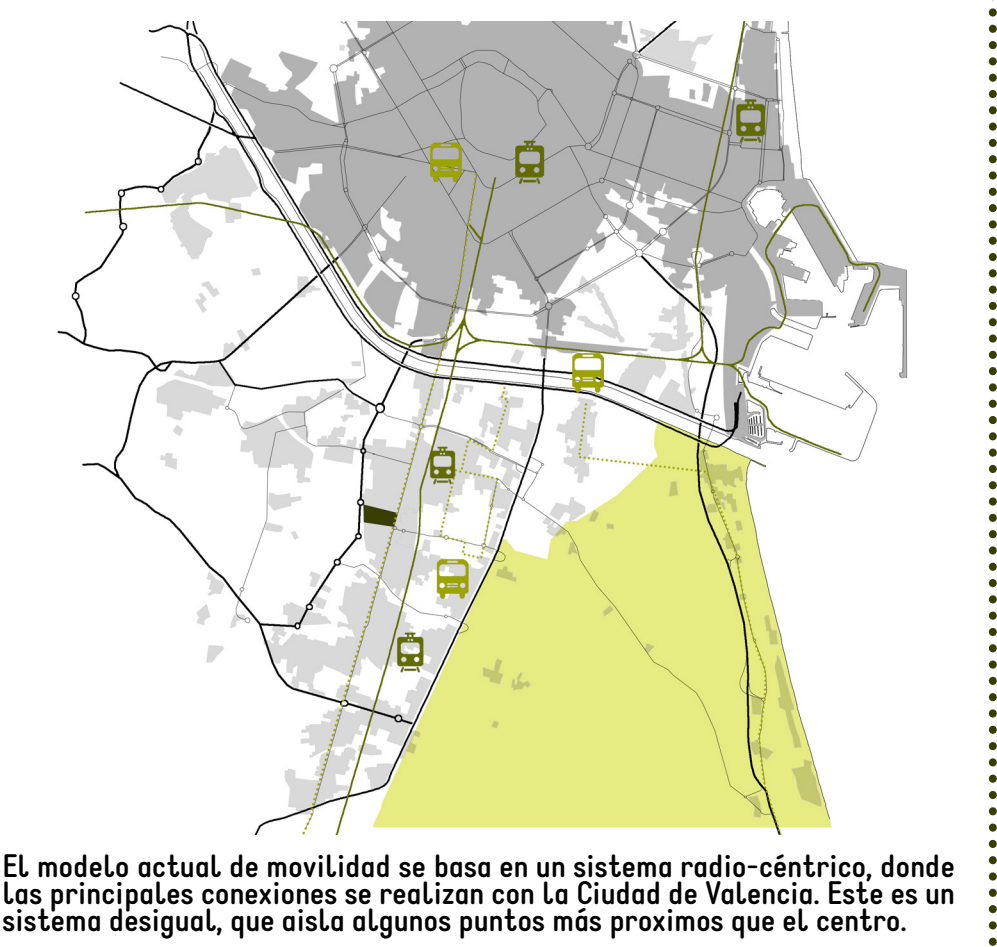 El modelo actual de movilidad se basa en un sistema radio-céntrico, donde
las principales conexiones se realizan con la Ciudad de Valencia. Este es un
sistema desigual, que aisla algunos puntos más proximos que el centro.